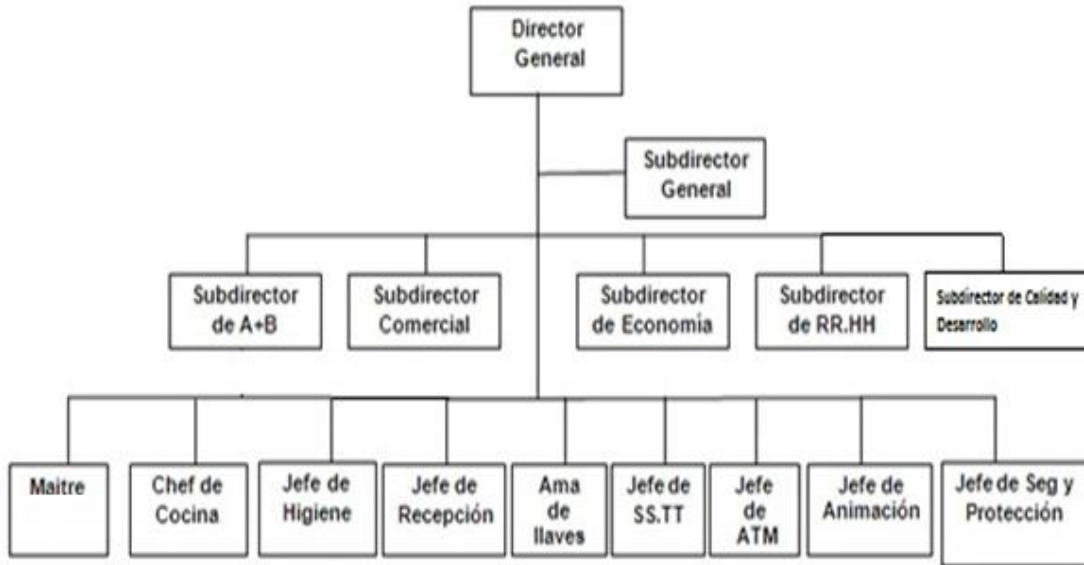 Director
General
Subdirector
General
Subdirector
de A+B
Subdirector
Comercial
Subdirector
de Economía
Subdirector
de RR.HH
Subdirector de Calidad y
Desarrollo
Maitre
Chef de
Cocina
Jefe de
Higiene
Jefe de
Recepción
Ama
de
llaves
Jefe de
SS.TT
Jefe
de
ATM
Jefe de
Animación
Jefe de Seg y
Protección